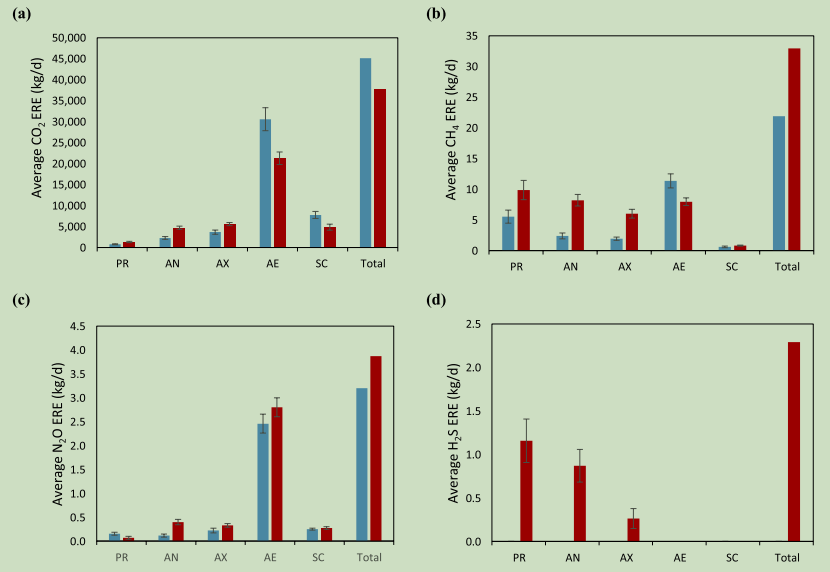 (a)
Average CO₂ ERE (kg/d)
50,000
45,000
40,000
35,000
30,000
25,000
20,000
15,000
10,000
5,000
0
PR AN AX AE SC Total
(b)
Average CH₄ ERE (kg/d)
35
30
25
20
15
10
5
0
PR AN AX AE SC Total
(c)
Average N₂O ERE (kg/d)
4.5
4.0
3.5
3.0
2.5
2.0
1.5
1.0
0.5
0.0
PR AN AX AE SC Total
(d)
Average H₂S ERE (kg/d)
2.5
2.0
1.5
1.0
0.5
0.0
PR AN AX AE SC Total